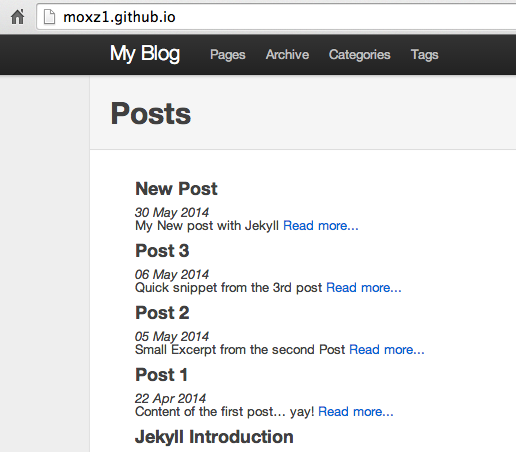 moxz1.github.io
My Blog Pages Archive Categories Tags
Posts
New Post
30 May 2014
My New post with Jekyll Read more...
Post 3
06 May 2014
Quick snippet from the 3rd post Read more...
Post 2
05 May 2014
Small Excerpt from the second Post Read more...
Post 1
22 Apr 2014
Content of the first post... yay! Read more...
Jekyll Introduction